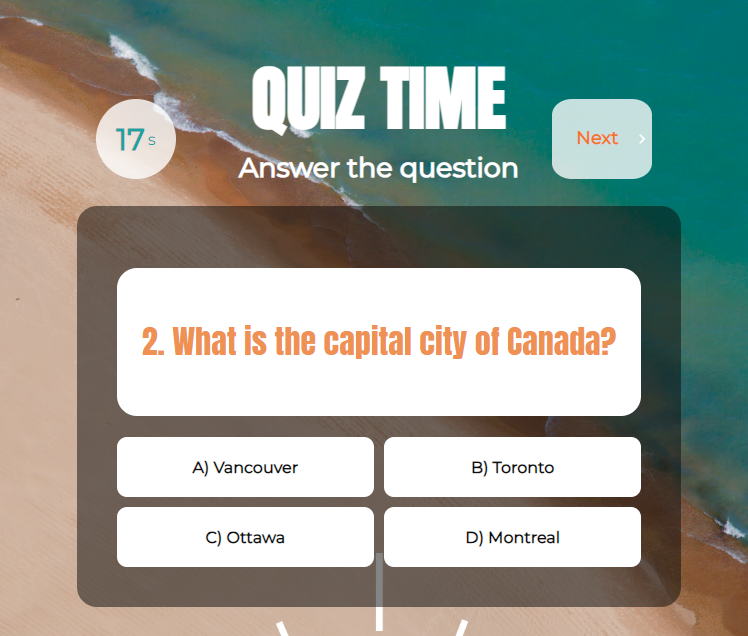 QUIZ TIME
17 s
Answer the question
Next
2. What is the capital city of Canada?
A) Vancouver
B) Toronto
C) Ottawa
D) Montreal